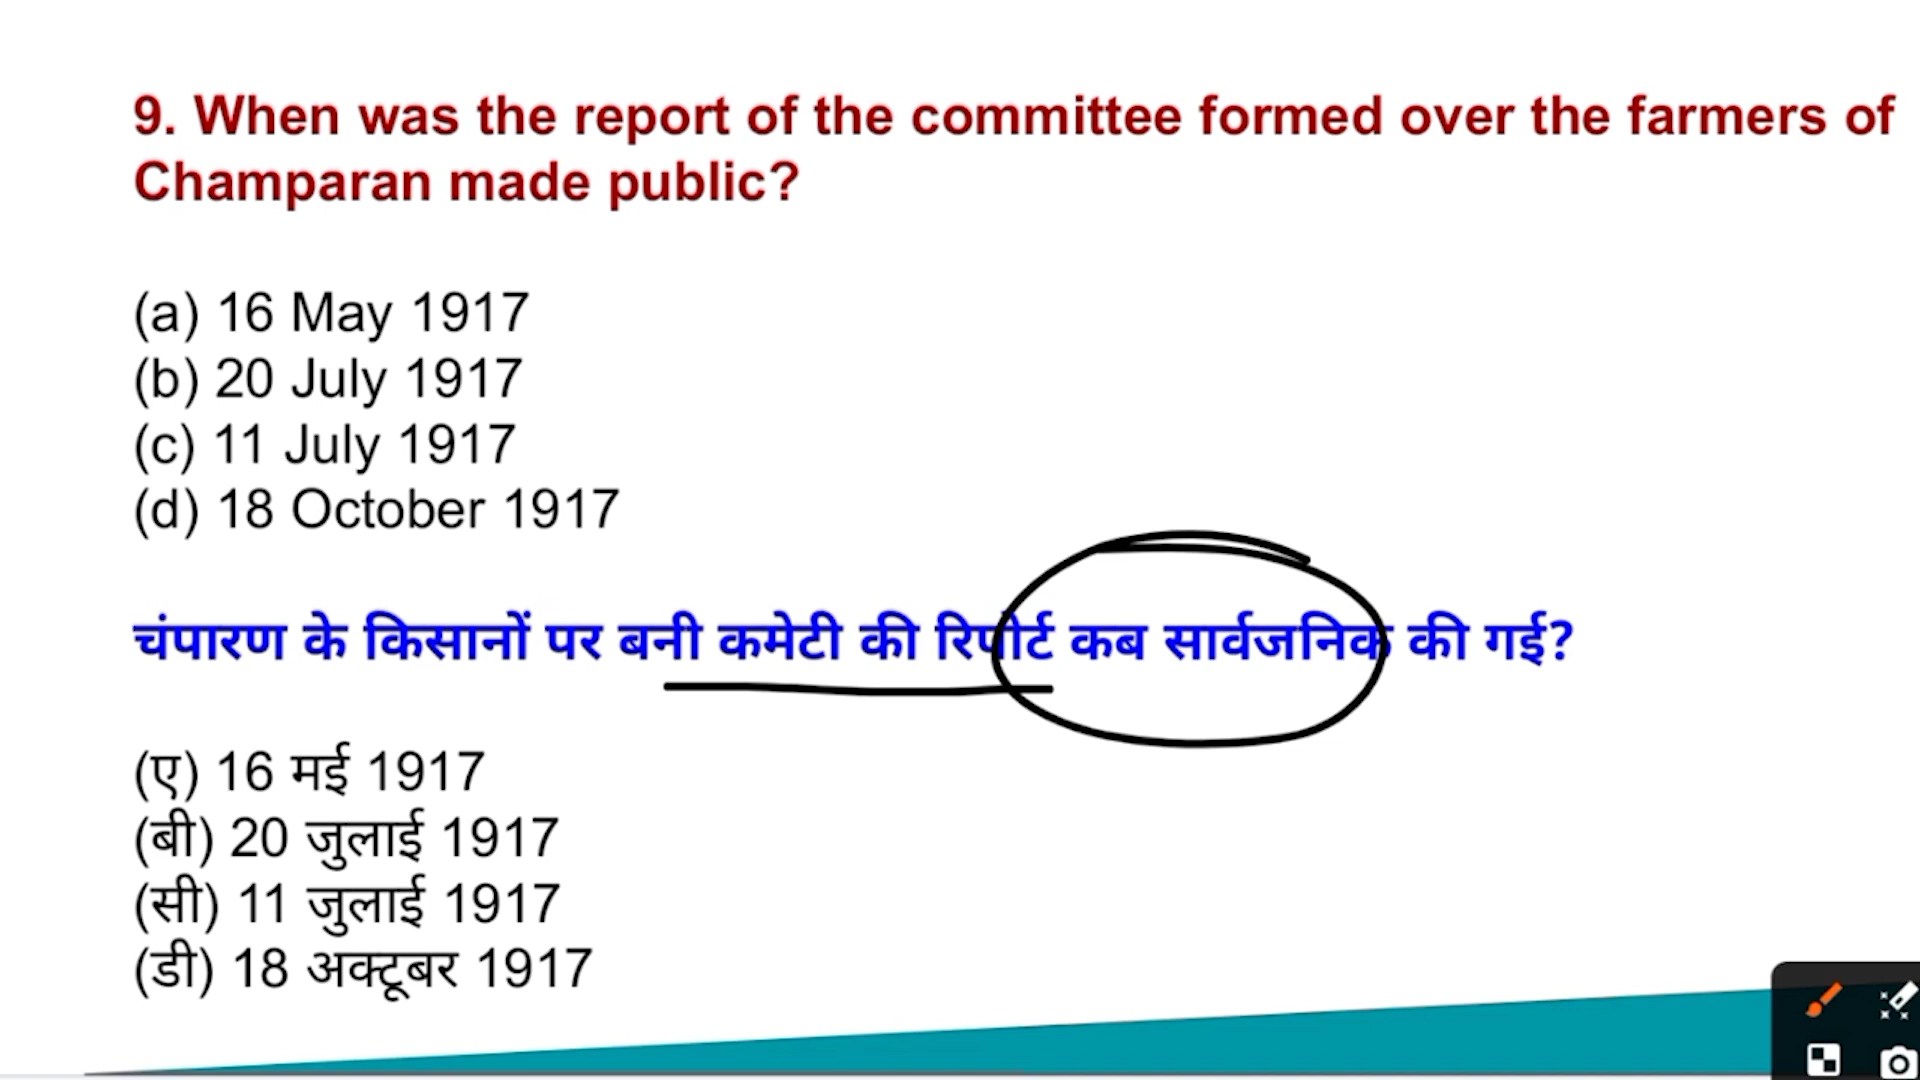 9. When was the report of the committee formed over the farmers of
Champaran made public?
(a) 16 May 1917
(b) 20 July 1917
(c) 11 July 1917
(d) 18 October 1917
चंपारण के किसानों पर बनी कमेटी की रिपोर्ट कब सार्वजनिक की गई?
(ए) 16 मई 1917
(बी) 20 जुलाई 1917
(सी) 11 जुलाई 1917
(डी) 18 अक्टूबर 1917